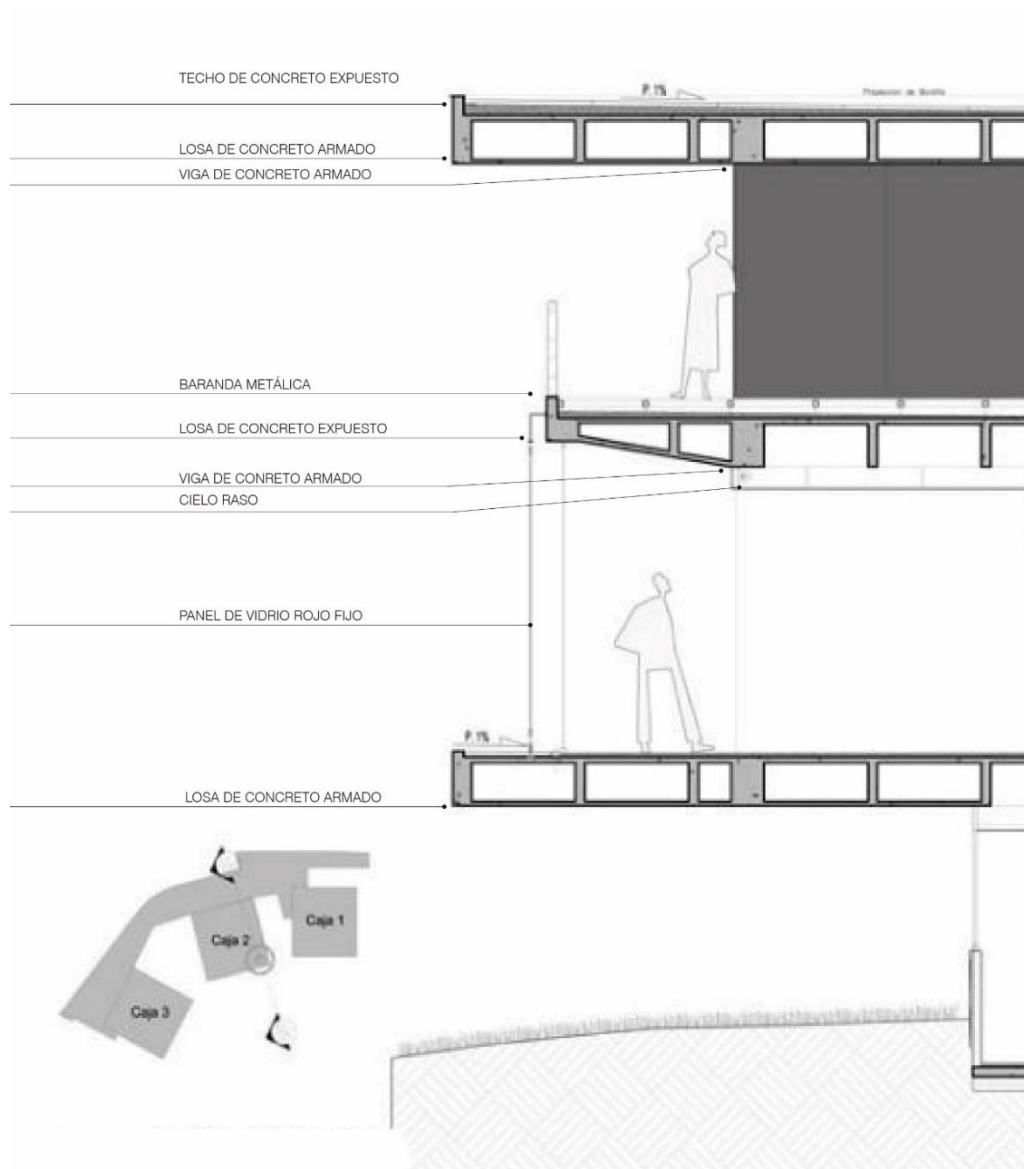 TECHO DE CONCRETO EXPUESTO
P. 1%
LOSA DE CONCRETO ARMADO
VIGA DE CONCRETO ARMADO
BARANDA METÁLICA
LOSA DE CONCRETO EXPUESTO
VIGA DE CONRETO ARMADO
CIELO RASO
PANEL DE VIDRIO ROJO FIJO
P. 1%
LOSA DE CONCRETO ARMADO
Caja 1
Caja 2
Caja 3